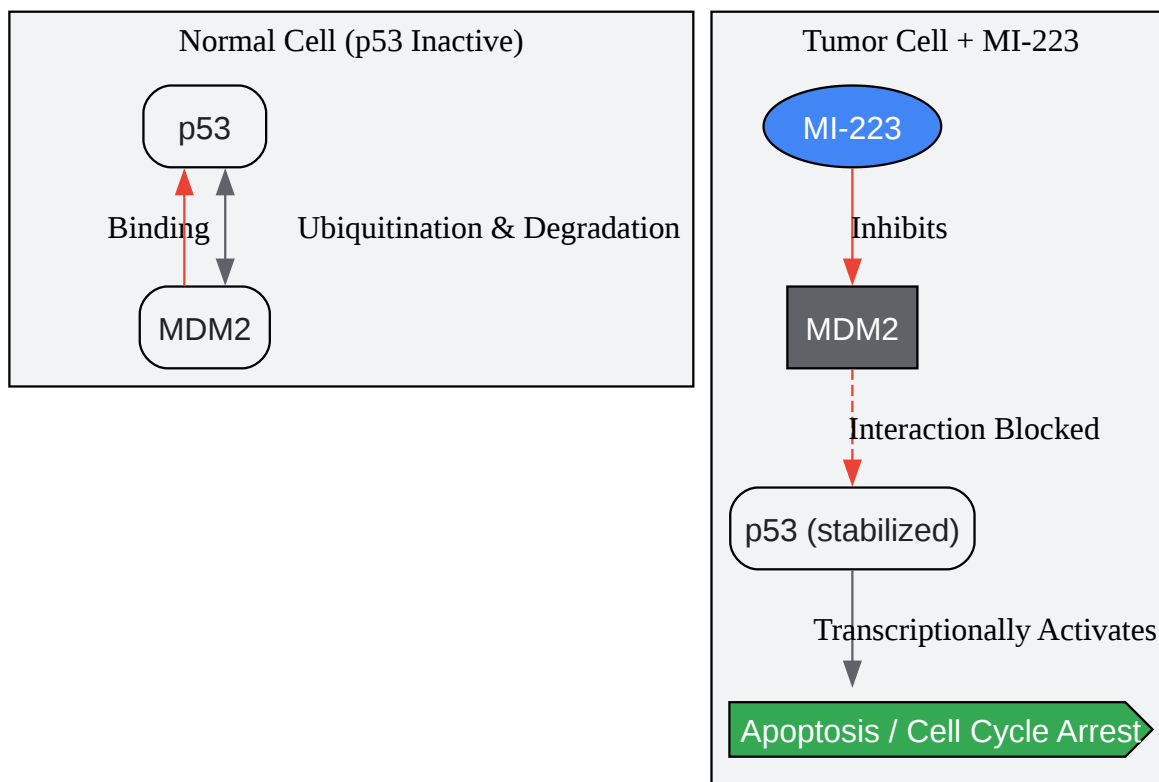 Normal Cell (p53 Inactive)
p53
Binding
Ubiquitination & Degradation
MDM2
Tumor Cell + MI-223
MI-223
Inhibits
MDM2
Interaction Blocked
p53 (stabilized)
Transcriptionally Activates
Apoptosis / Cell Cycle Arrest